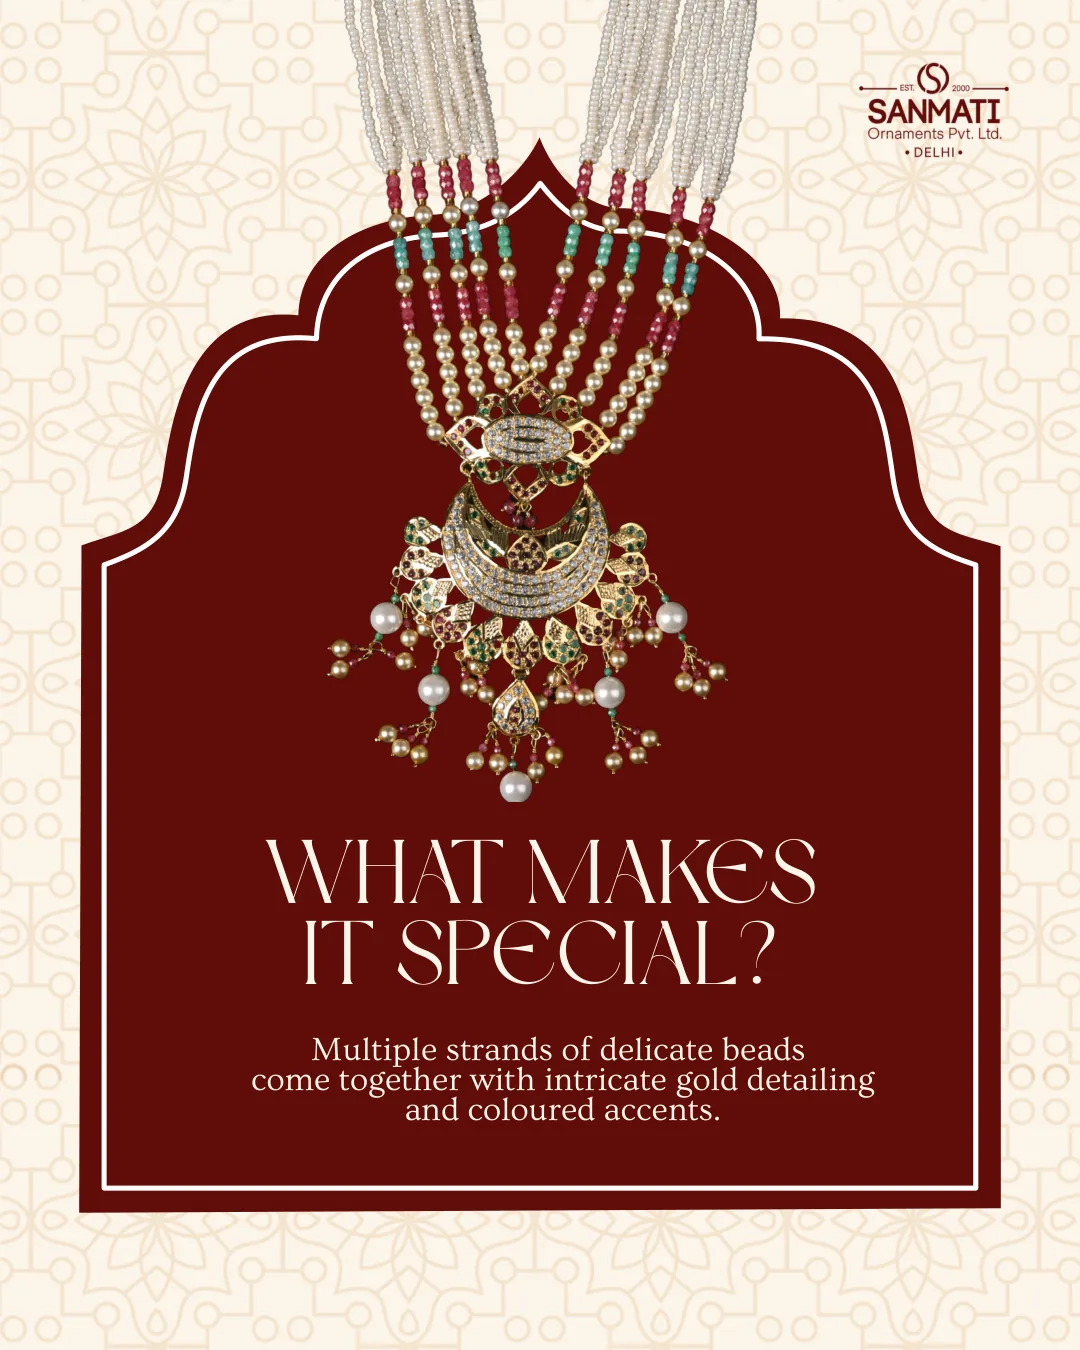 EST. 2000
SANMATI
Ornaments Pvt. Ltd.
• DELHI •
WHAT MAKES
IT SPECIAL?
Multiple strands of delicate beads
come together with intricate gold detailing
and coloured accents.